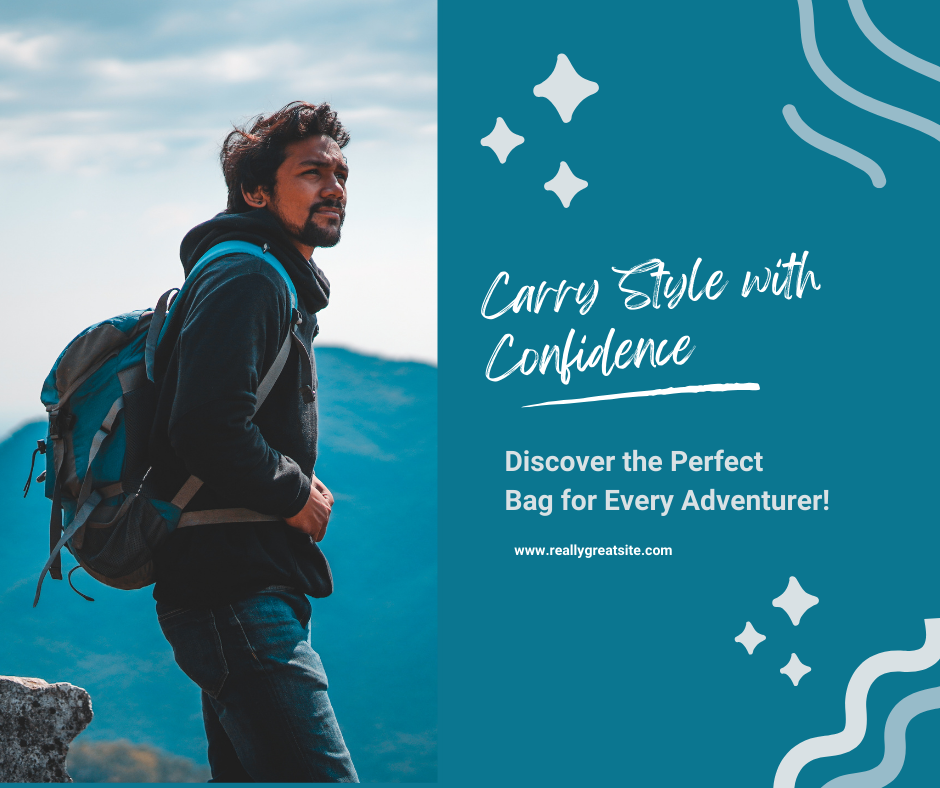 Carry Style with
Confidence
Discover the Perfect
Bag for Every Adventurer!
www.reallygreatsite.com